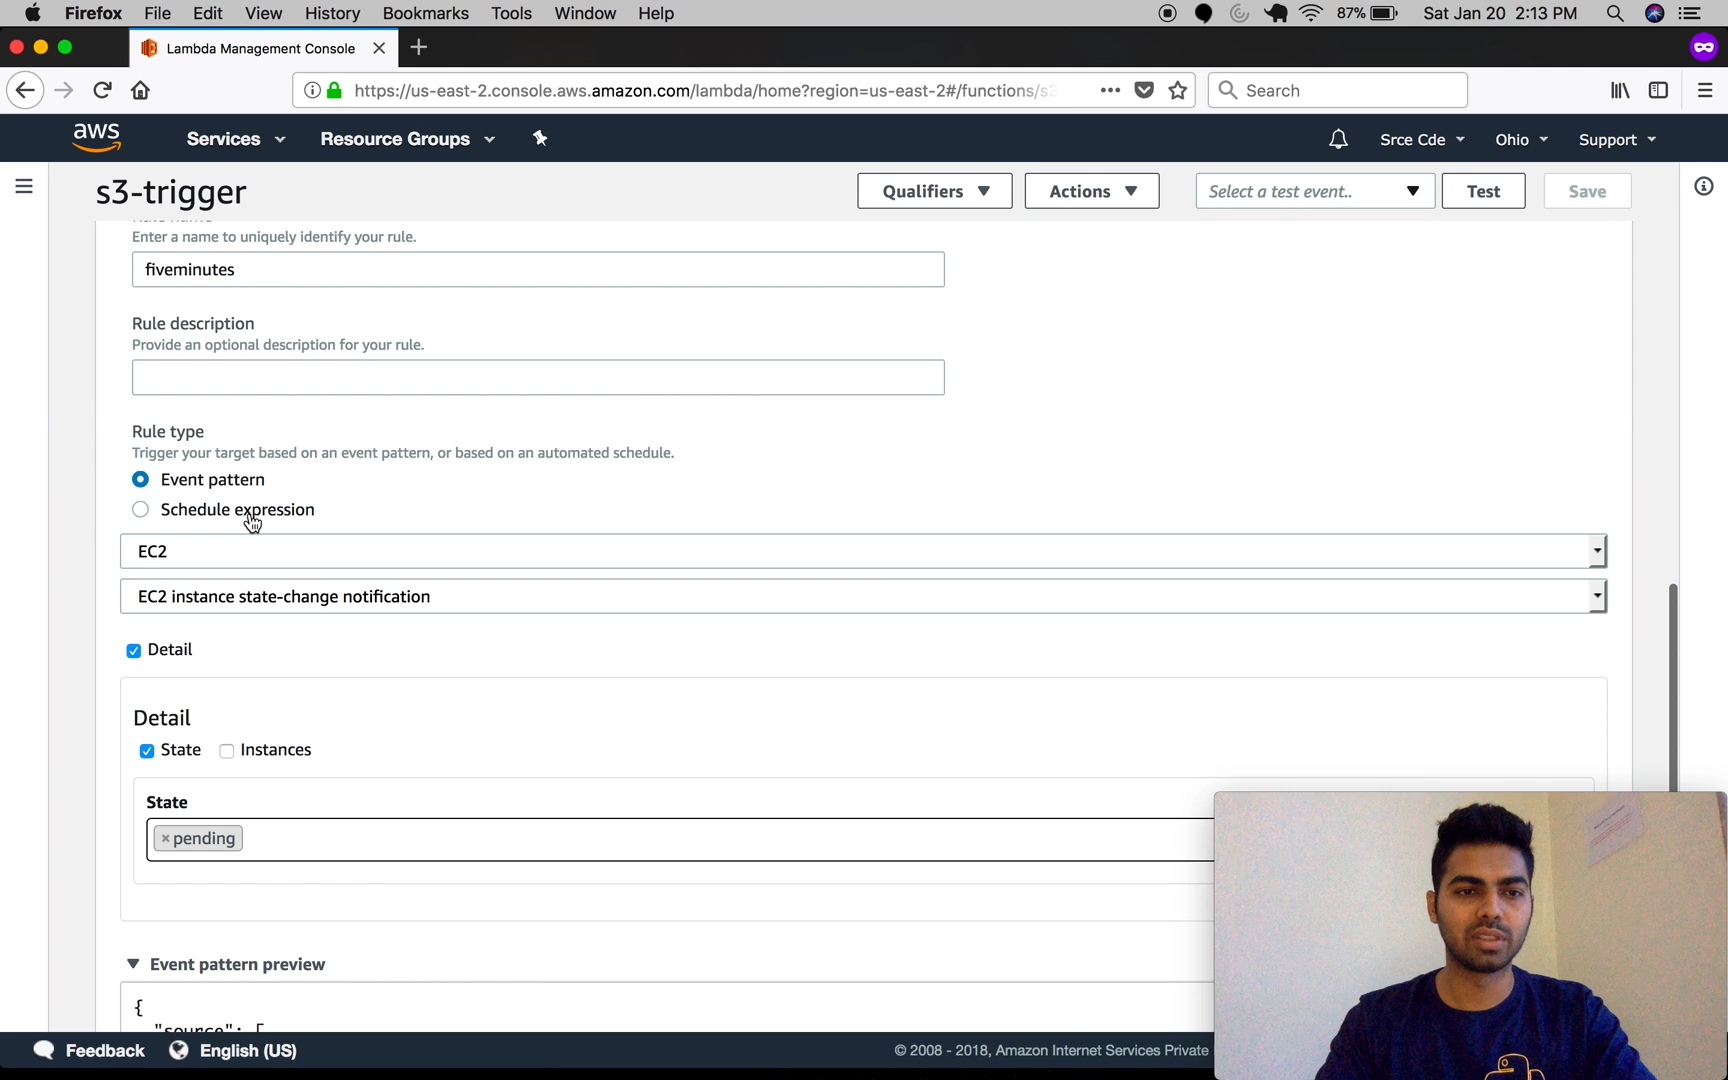 Firefox File Edit View History Bookmarks Tools Window Help 87% Sat Jan 20 2:13 PM
Lambda Management Console
https://us-east-2.console.aws.amazon.com/lambda/home?region=us-east-2#/functions/s3 Search
aws Services Resource Groups Srce Cde Ohio Support
s3-trigger Qualifiers Actions Select a test event.. Test Save
Rule name
Enter a name to uniquely identify your rule.
fiveminutes
Rule description
Provide an optional description for your rule.
Rule type
Trigger your target based on an event pattern, or based on an automated schedule.
Event pattern
Schedule expression
EC2
EC2 instance state-change notification
Detail
Detail
State Instances
State
× pending
Event pattern preview
{
"source": [
Feedback English (US) © 2008 - 2018, Amazon Internet Services Private